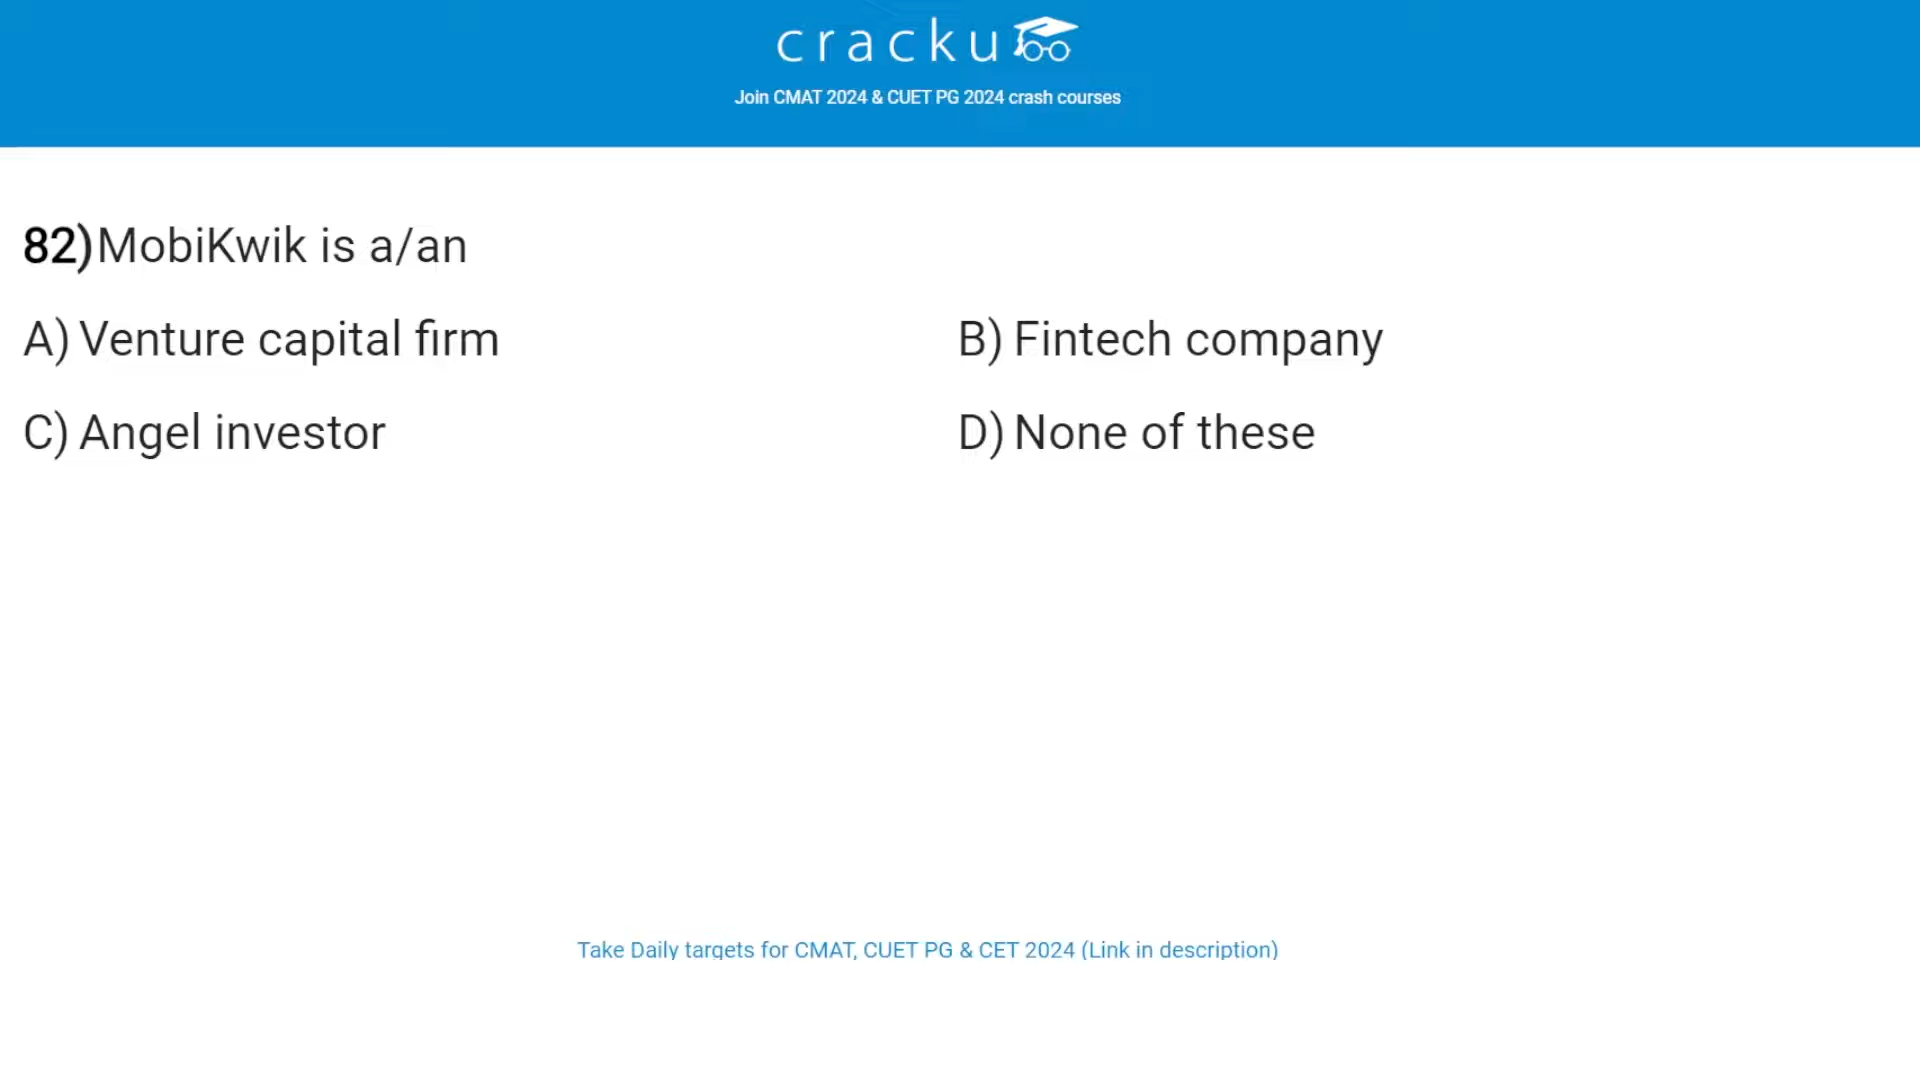 cracku
Join CMAT 2024 & CUET PG 2024 crash courses
82)MobiKwik is a/an
A) Venture capital firm
B) Fintech company
C) Angel investor
D) None of these
Take Daily targets for CMAT, CUET PG & CET 2024 (Link in description)